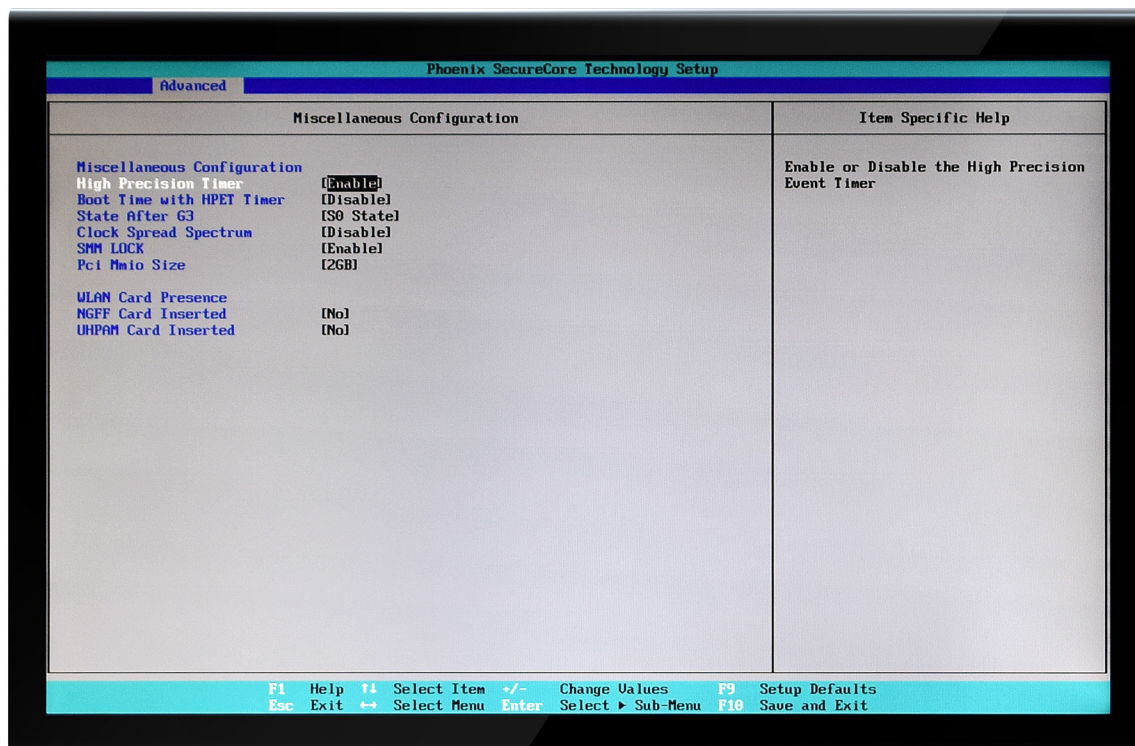 Phoenix SecureCore Technology Setup
Advanced
Miscellaneous Configuration
Item Specific Help
Miscellaneous Configuration
High Precision Timer [Enable]
Boot Time with HPET Timer [Disable]
State After G3 [S0 State]
Clock Spread Spectrum [Disable]
SMM LOCK [Enable]
Pci Mmio Size [2GB]
WLAN Card Presence
NGFF Card Inserted [No]
UHPAM Card Inserted [No]
Enable or Disable the High Precision
Event Timer
F1 Help ↑↓ Select Item +/- Change Values F9 Setup Defaults
Esc Exit ↔ Select Menu Enter Select ▶ Sub-Menu F10 Save and Exit